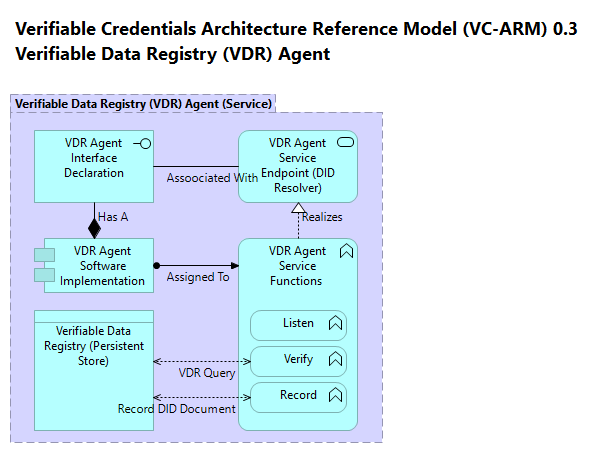 Verifiable Credentials Architecture Reference Model (VC-ARM) 0.3
Verifiable Data Registry (VDR) Agent
Verifiable Data Registry (VDR) Agent (Service)
VDR Agent
Interface
Declaration
Assoociated With
VDR Agent
Service
Endpoint (DID
Resolver)
Has A
Realizes
VDR Agent
Software
Implementation
Assigned To
VDR Agent
Service
Functions
Listen
Verifiable Data
Registry (Persistent
Store)
Verify
VDR Query
Record
Record DID Document